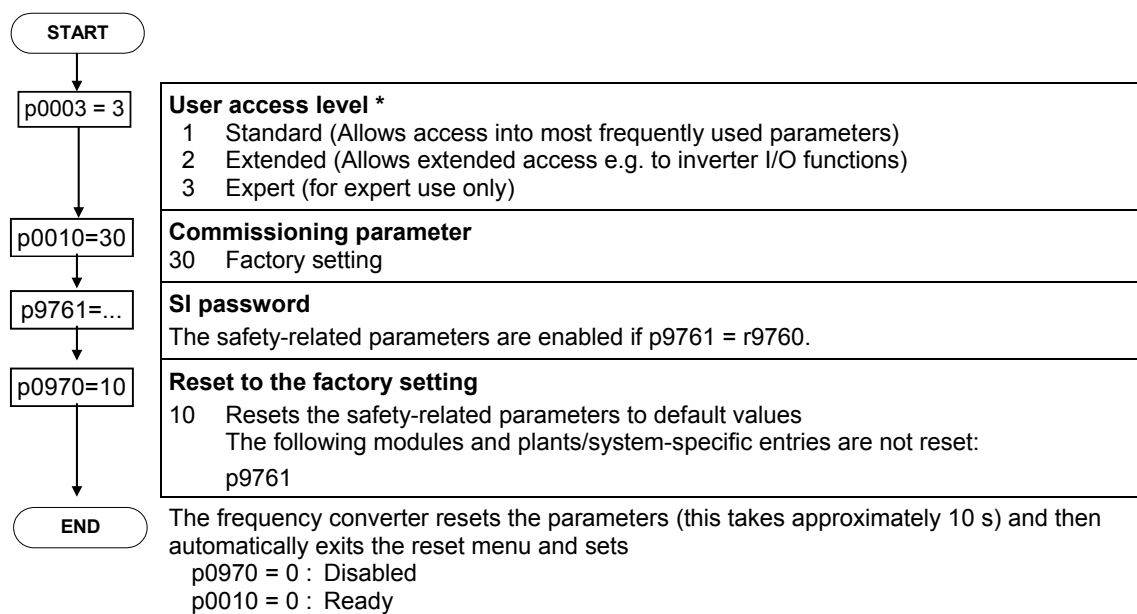 START
p0003 = 3
User access level *
1 Standard (Allows access into most frequently used parameters)
2 Extended (Allows extended access e.g. to inverter I/O functions)
3 Expert (for expert use only)
p0010=30
Commissioning parameter
30 Factory setting
p9761=...
SI password
The safety-related parameters are enabled if p9761 = r9760.
p0970=10
Reset to the factory setting
10 Resets the safety-related parameters to default values
The following modules and plants/system-specific entries are not reset:
p9761
END
The frequency converter resets the parameters (this takes approximately 10 s) and then
automatically exits the reset menu and sets
p0970 = 0 : Disabled
p0010 = 0 : Ready